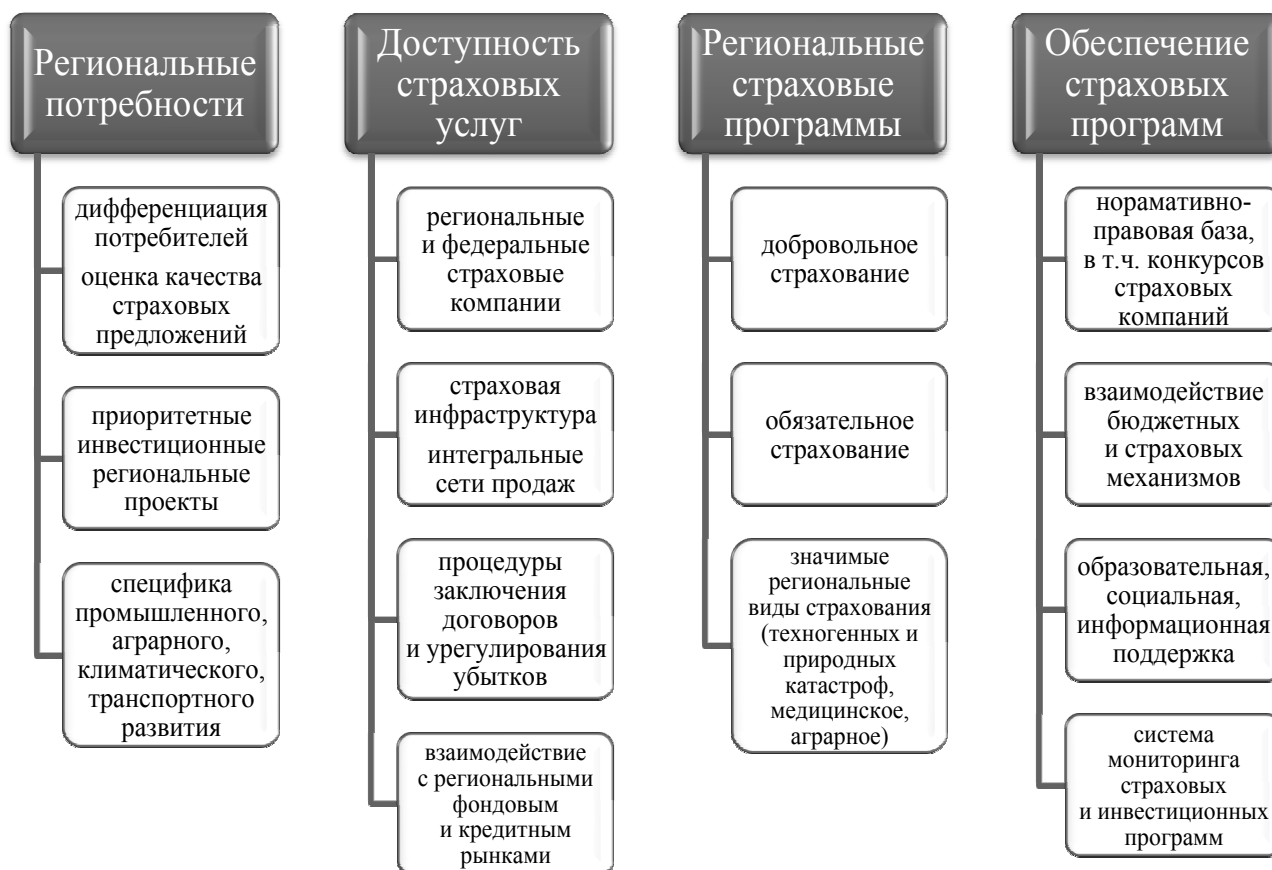 Региональные
потребности
дифференциация
потребителей
оценка качества
страховых
предложений
приоритетные
инвестиционные
региональные
проекты
специфика
промышленного,
аграрного,
климатического,
транспортного
развития
Доступность
страховых
услуг
региональные
и федеральные
страховые
компании
страховая
инфраструктура
интегральные
сети продаж
процедуры
заключения
договоров
и урегулирования
убытков
взаимодействие
с региональными
фондовым
и кредитным
рынками
Региональные
страховые
программы
добровольное
страхование
обязательное
страхование
значимые
региональные
виды страхования
(техногенных и
природных
катастроф,
медицинское,
аграрное)
Обеспечение
страховых
программ
норамативно-
правовая база,
в т.ч. конкурсов
страховых
компаний
взаимодействие
бюджетных
и страховых
механизмов
образовательная,
социальная,
информационная
поддержка
система
мониторинга
страховых
и инвестиционных
программ